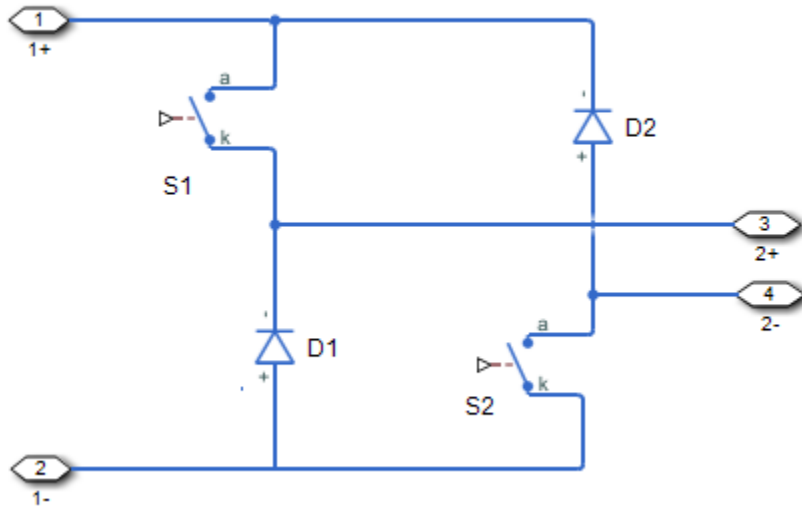 1
1+
a
k
S1
-
+
D2
3
2+
4
2-
-
+
D1
a
k
S2
2
1-